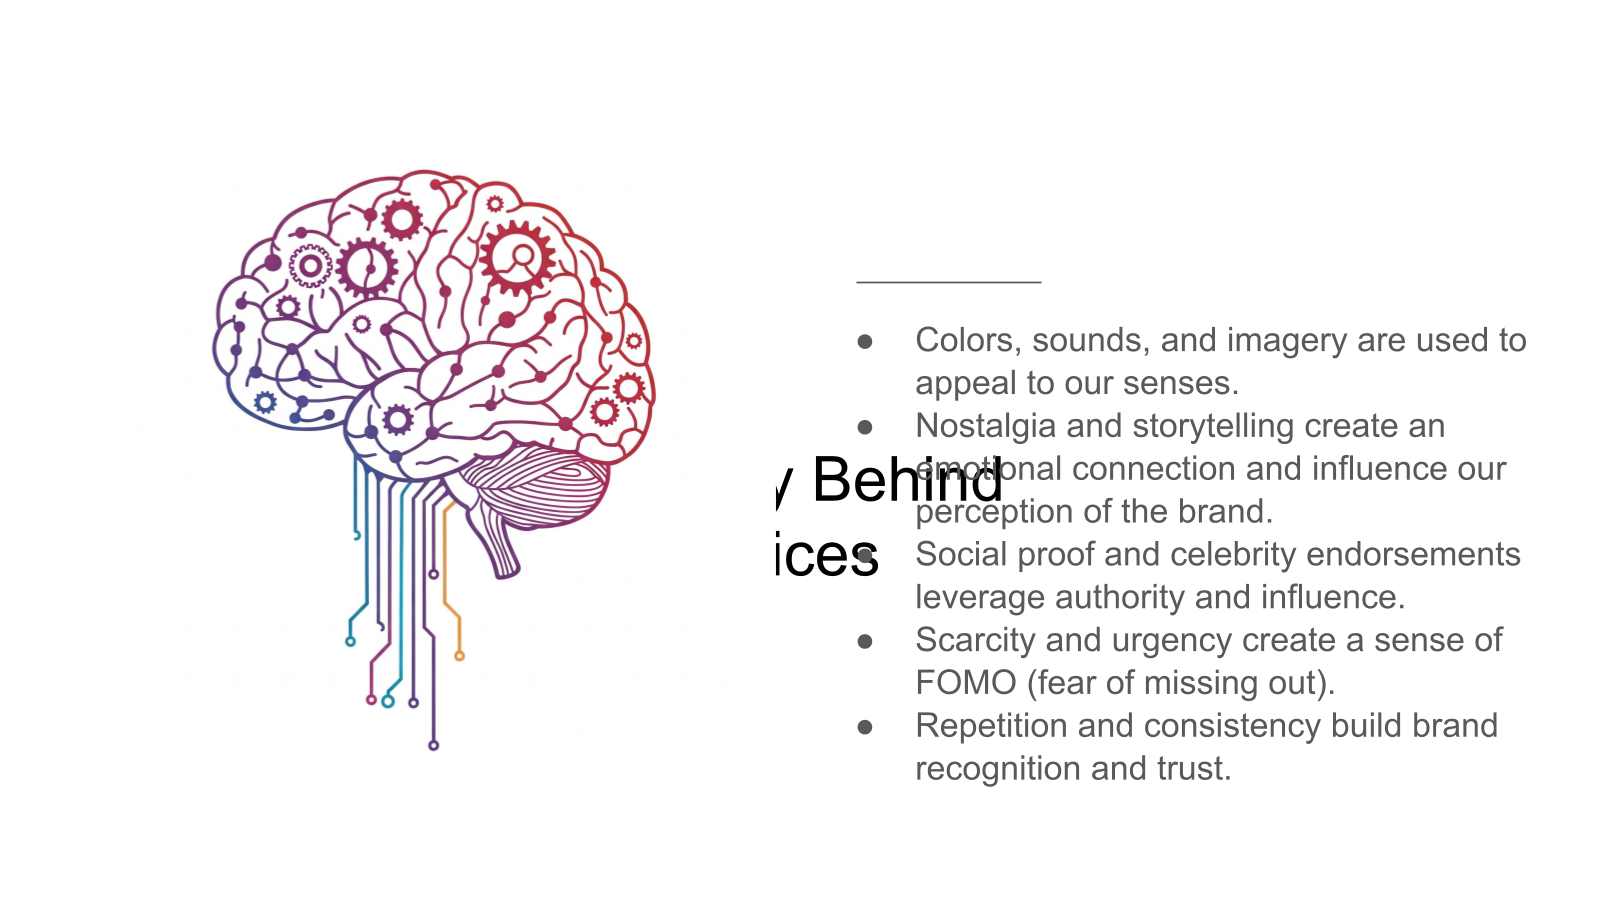 y Behind
ices
● Colors, sounds, and imagery are used to
appeal to our senses.
● Nostalgia and storytelling create an
emotional connection and influence our
perception of the brand.
● Social proof and celebrity endorsements
leverage authority and influence.
● Scarcity and urgency create a sense of
FOMO (fear of missing out).
● Repetition and consistency build brand
recognition and trust.